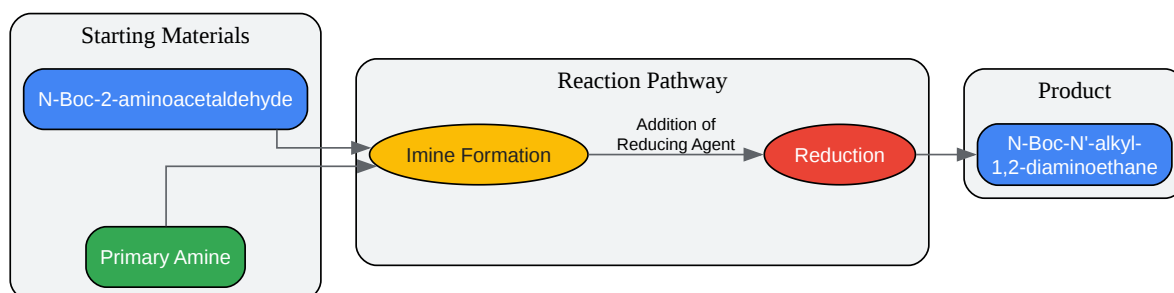 Starting Materials
N-Boc-2-aminoacetaldehyde
Primary Amine
Reaction Pathway
Imine Formation
Addition of
Reducing Agent
Reduction
Product
N-Boc-N'-alkyl-
1,2-diaminoethane